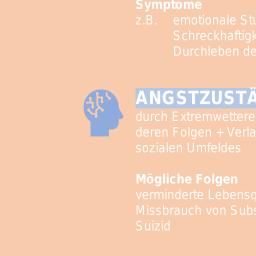 Symptome
z.B. emotionale
Schreckhaftigk
Durchleben de
ANGSTZUSTÄ
durch Extremwettere
deren Folgen + Verla
sozialen Umfeldes
Mögliche Folgen
verminderte Lebensq
Missbrauch von Subs
Suizid